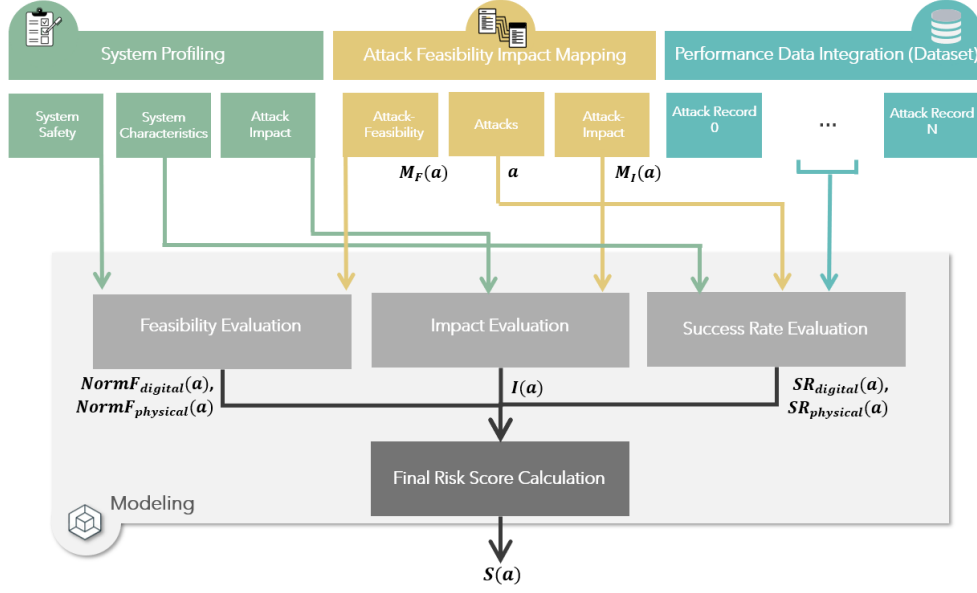 System Profiling
Attack Feasibility Impact Mapping
Performance Data Integration (Dataset)
System
Safety
System
Characteristics
Attack
Impact
Attack-
Feasibility
Attacks
Attack-
Impact
Attack Record
0
...
Attack Record
N
M_F(a)
a
M_I(a)
Feasibility Evaluation
Impact Evaluation
Success Rate Evaluation
NormF_digital(a),
NormF_physical(a)
I(a)
SR_digital(a),
SR_physical(a)
Final Risk Score Calculation
Modeling
S(a)